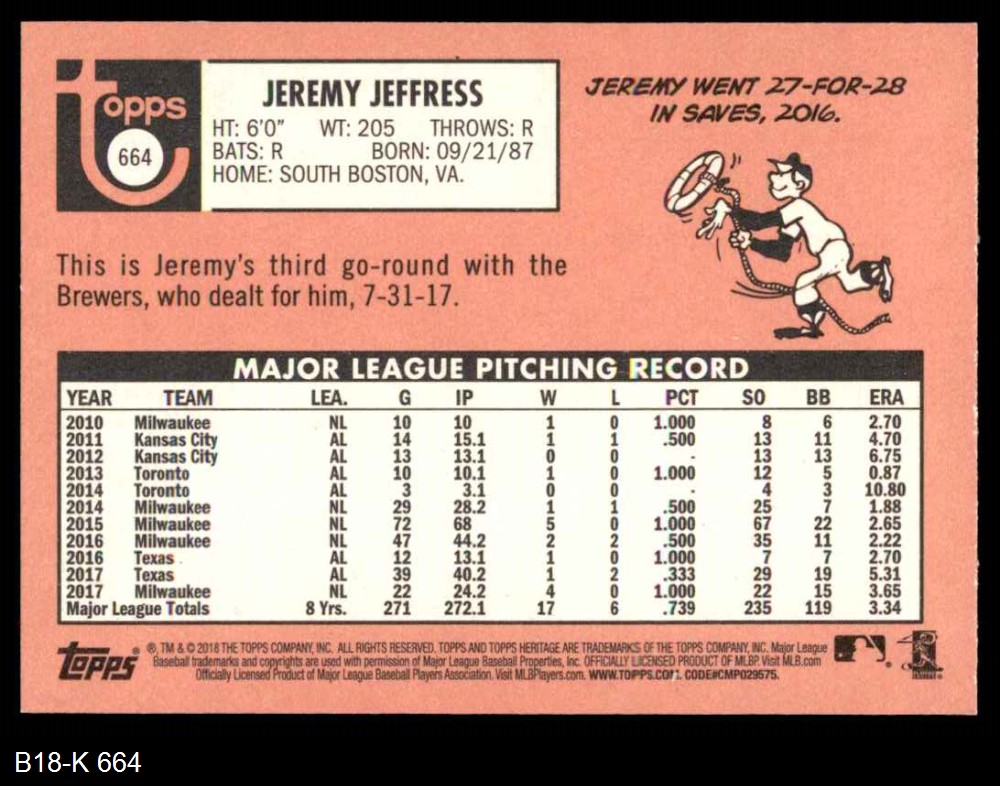 Topps
664
JEREMY JEFFRESS
HT: 6'0" WT: 205 THROWS: R
BATS: R BORN: 09/21/87
HOME: SOUTH BOSTON, VA.
JEREMY WENT 27-FOR-28
IN SAVES, 2016.
This is Jeremy's third go-round with the
Brewers, who dealt for him, 7-31-17.
MAJOR LEAGUE PITCHING RECORD
YEAR TEAM LEA. G IP W L PCT SO BB ERA
2010 Milwaukee NL 10 10 1 0 1.000 8 6 2.70
2011 Kansas City AL 14 15.1 1 1 .500 13 11 4.70
2012 Kansas City AL 13 13.1 0 0 . 13 13 6.75
2013 Toronto AL 10 10.1 1 0 1.000 12 5 0.87
2014 Toronto AL 3 3.1 0 0 . 4 3 10.80
2014 Milwaukee NL 29 28.2 1 1 .500 25 7 1.88
2015 Milwaukee NL 72 68 5 0 1.000 67 22 2.65
2016 Milwaukee NL 47 44.2 2 2 .500 35 11 2.22
2016 Texas AL 12 13.1 1 0 1.000 7 7 2.70
2017 Texas AL 39 40.2 1 2 .333 29 19 5.31
2017 Milwaukee NL 22 24.2 4 0 1.000 22 15 3.65
Major League Totals 8 Yrs. 271 272.1 17 6 .739 235 119 3.34
Topps ®, TM & © 2018 THE TOPPS COMPANY, INC. ALL RIGHTS RESERVED. TOPPS AND TOPPS HERITAGE ARE TRADEMARKS OF THE TOPPS COMPANY, INC. Major League
Baseball trademarks and copyrights are used with permission of Major League Baseball Properties, Inc. OFFICIALLY LICENSED PRODUCT OF MLBP. Visit MLB.com
Officially Licensed Product of Major League Baseball Players Association. Visit MLBPlayers.com. WWW.TOPPS.COM. CODE#CMP029575.
B18-K 664